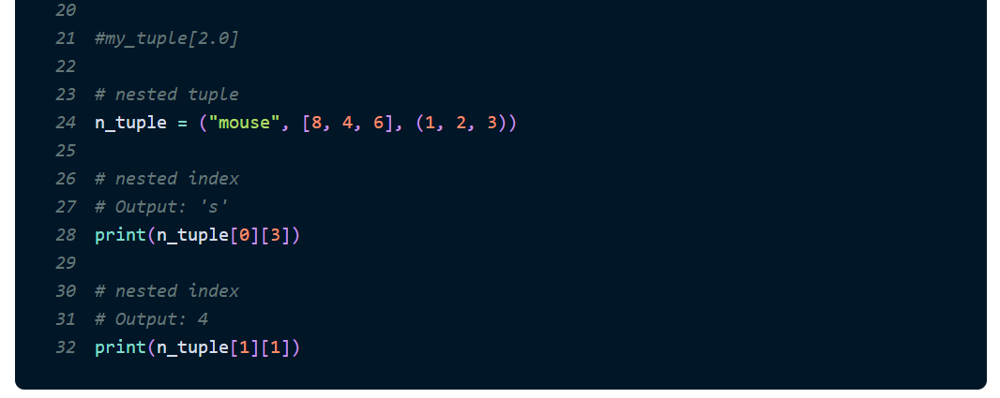 20
21 #my_tuple[2.0]
22
23 # nested tuple
24 n_tuple = ("mouse", [8, 4, 6], (1, 2, 3))
25
26 # nested index
27 # Output: 's'
28 print(n_tuple[0][3])
29
30 # nested index
31 # Output: 4
32 print(n_tuple[1][1])